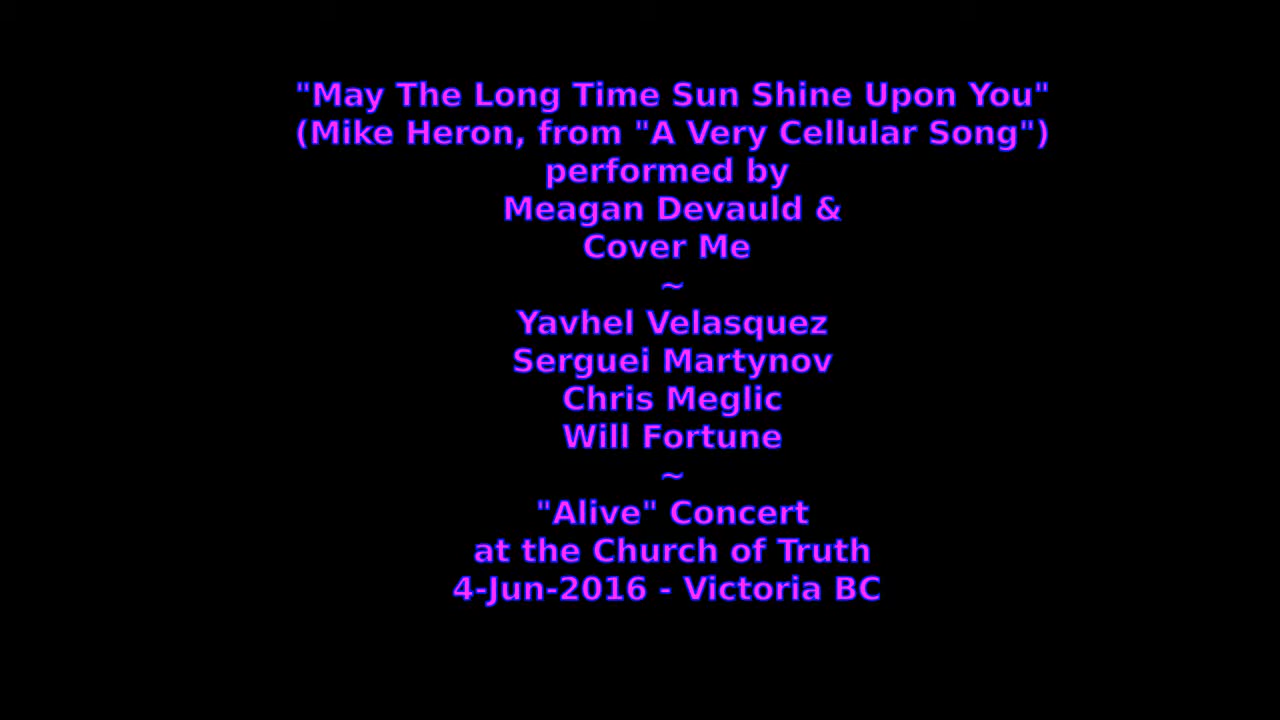 "May The Long Time Sun Shine Upon You"
(Mike Heron, from "A Very Cellular Song")
performed by
Meagan Devauld &
Cover Me
~
Yavhel Velasquez
Serguei Martynov
Chris Meglic
Will Fortune
~
"Alive" Concert
at the Church of Truth
4-Jun-2016 - Victoria BC